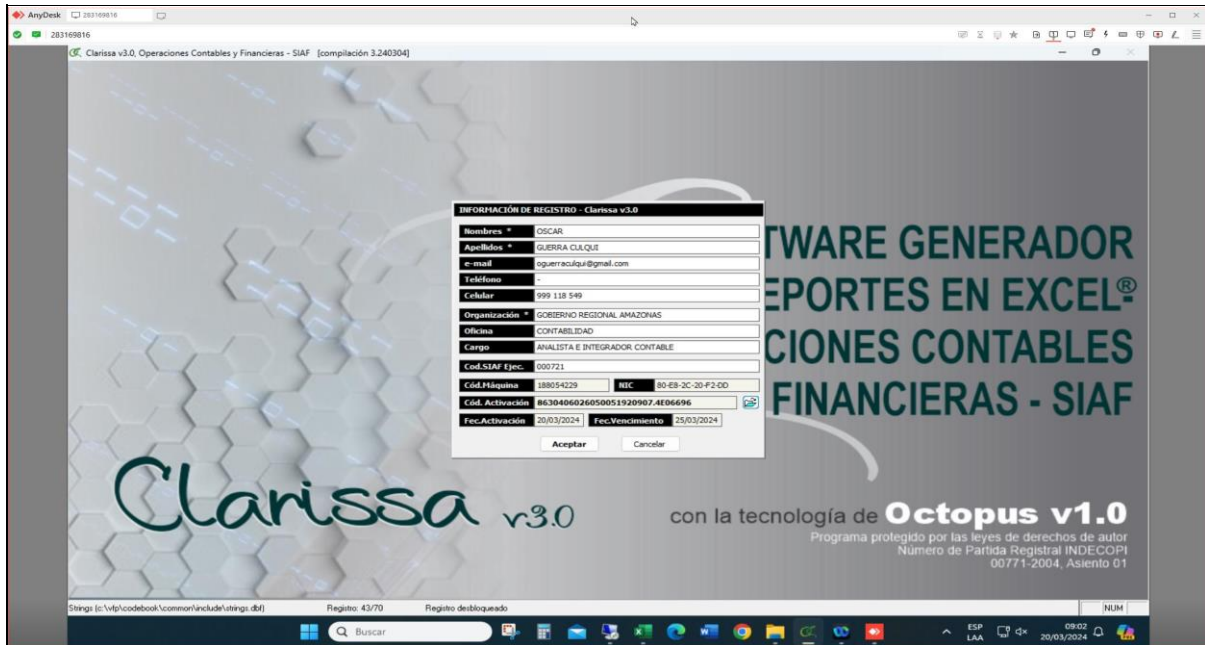 AnyDesk 283169816
283169816
Clarissa v3.0, Operaciones Contables y Financieras - SIAF [compilación 3.240304]
INFORMACIÓN DE REGISTRO - Clarissa v3.0
Nombres * OSCAR
Apellidos * GUERRA CULQUI
e-mail oguerraculqui@gmail.com
Teléfono -
Celular 999 118 549
Organización * GOBIERNO REGIONAL AMAZONAS
Oficina CONTABILIDAD
Cargo ANALISTA E INTEGRADOR CONTABLE
Cod.SIAF Ejec. 000721
Cód.Máquina 188054229 NIC 80-E8-2C-20-F2-DD
Cód. Activación 8630406026050051920907.4E06696
Fec.Activación 20/03/2024 Fec.Vencimiento 25/03/2024
Aceptar Cancelar
TWARE GENERADOR
EPORTES EN EXCEL®
CIONES CONTABLES
FINANCIERAS - SIAF
Clarissa v3.0
con la tecnología de Octopus v1.0
Programa protegido por las leyes de derechos de autor
Número de Partida Registral INDECOPI
00771-2004, Asiento 01
Strings (c:\vfp\codebook\common\include\strings.dbf) Registro: 43/70 Registro desbloqueado NUM
Buscar ESP 09:02
LAA 20/03/2024